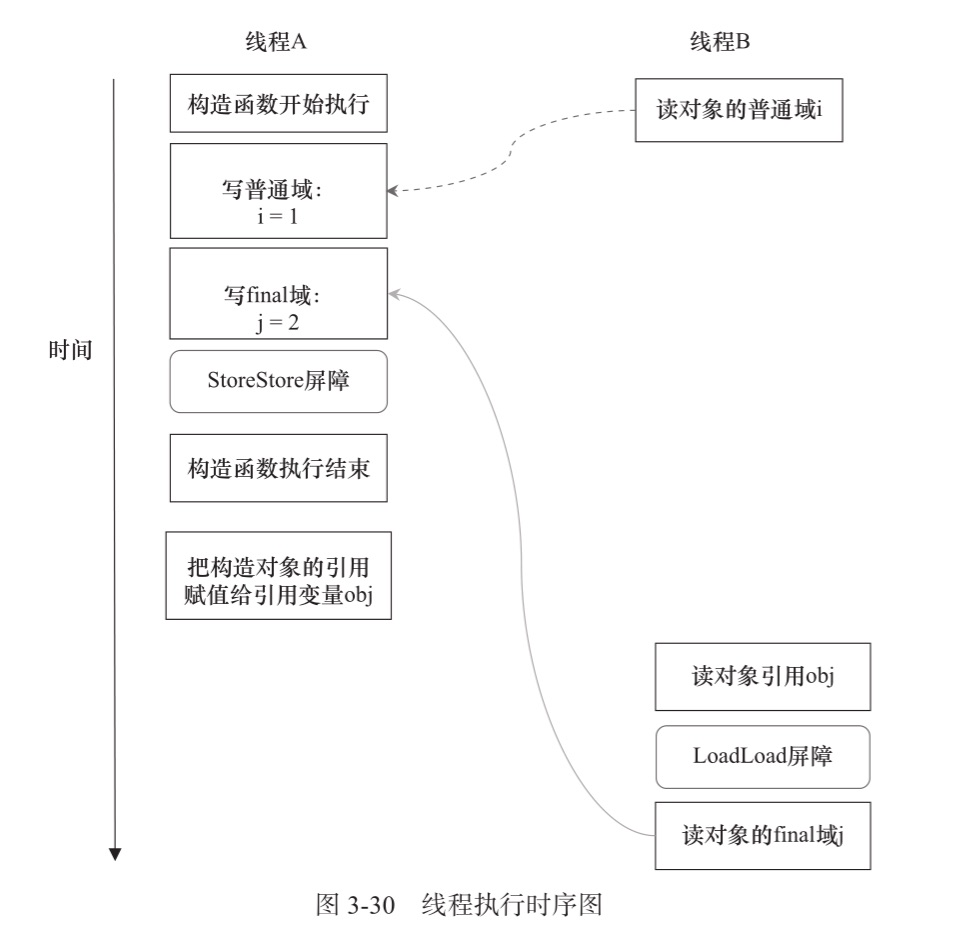 线程A
线程B
构造函数开始执行
读对象的普通域i
写普通域：
i = 1
写final域：
j = 2
时间
StoreStore屏障
构造函数执行结束
把构造对象的引用
赋值给引用变量obj
读对象引用obj
LoadLoad屏障
读对象的final域j
图 3-30 线程执行时序图